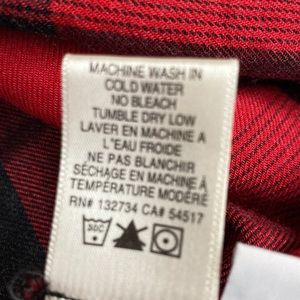 MACHINE WASH IN
COLD WATER
NO BLEACH
TUMBLE DRY LOW
LAVER EN MACHINE A
L'EAU FROIDE
NE PAS BLANCHIR
SÉCHAGE EN MACHINE À
TEMPÉRATURE MODÉRÉ
RN# 132734 CA# 54517
30C